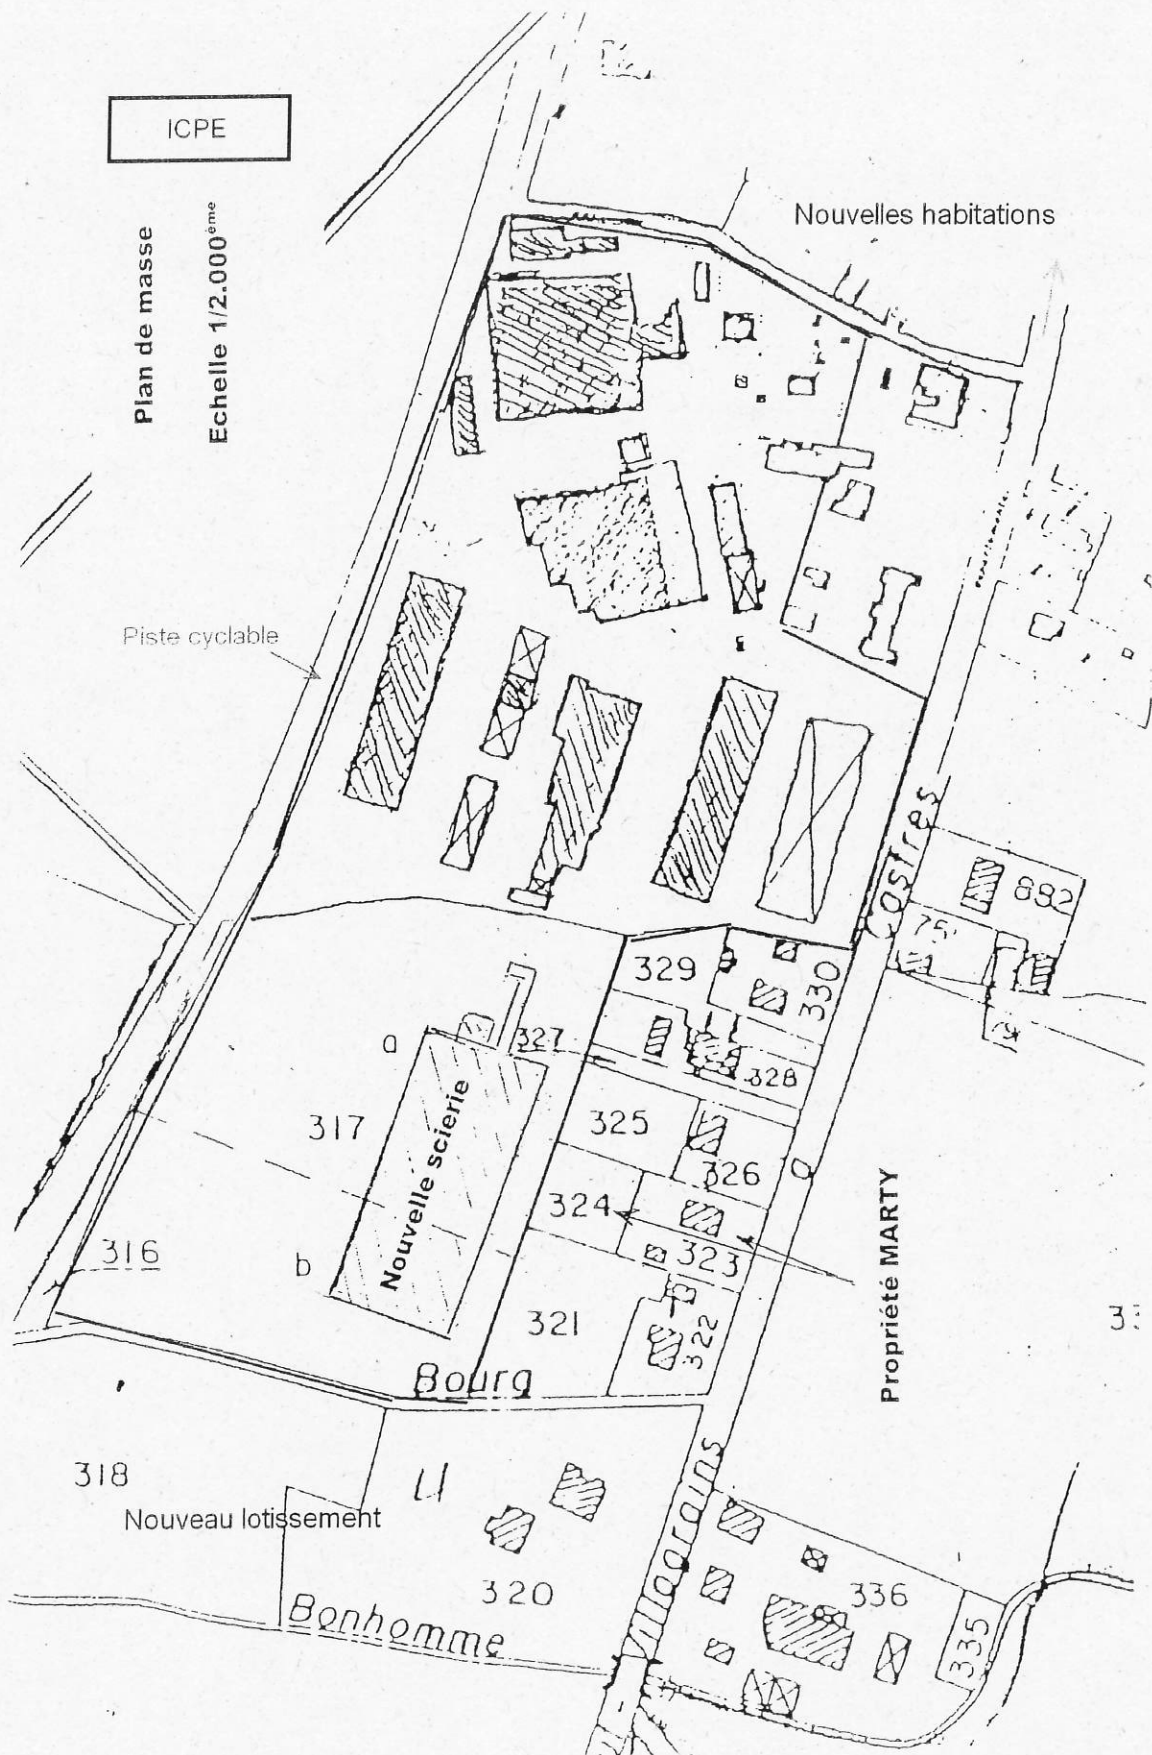 ICPE
Plan de masse
Echelle 1/2.000ème
Nouvelles habitations
Piste cyclable
Castres
882
75
329
330
a
327
328
317
Nouvelle scierie
325
326
a
324
323
Propriété MARTY
316
b
321
322
Bourg
318
Nouveau lotissement
320
Villagrains
336
335
Bonhomme